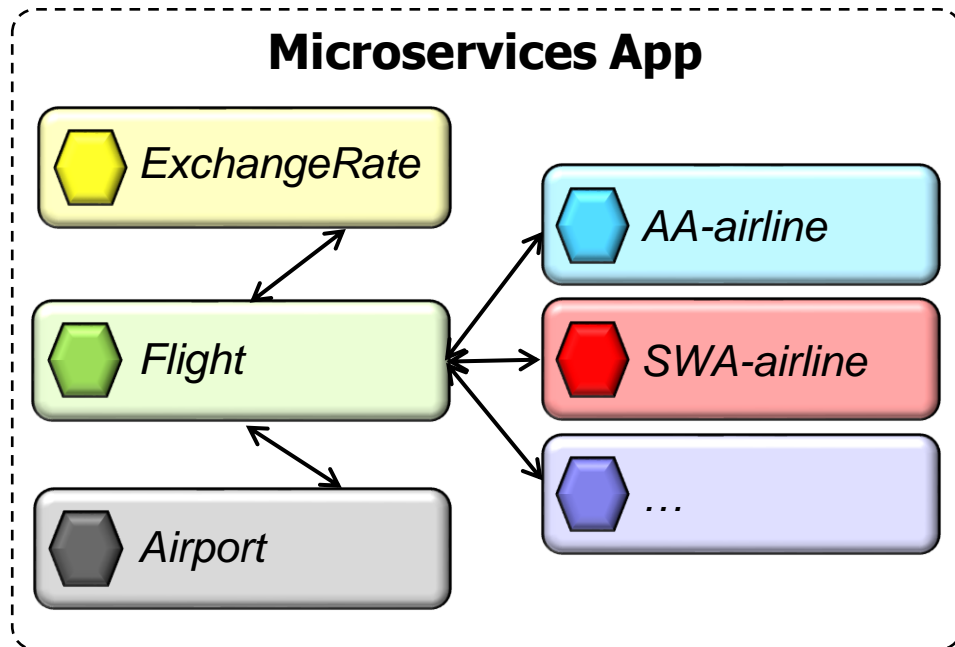 Microservices App
ExchangeRate
AA-airline
Flight
SWA-airline
...
Airport